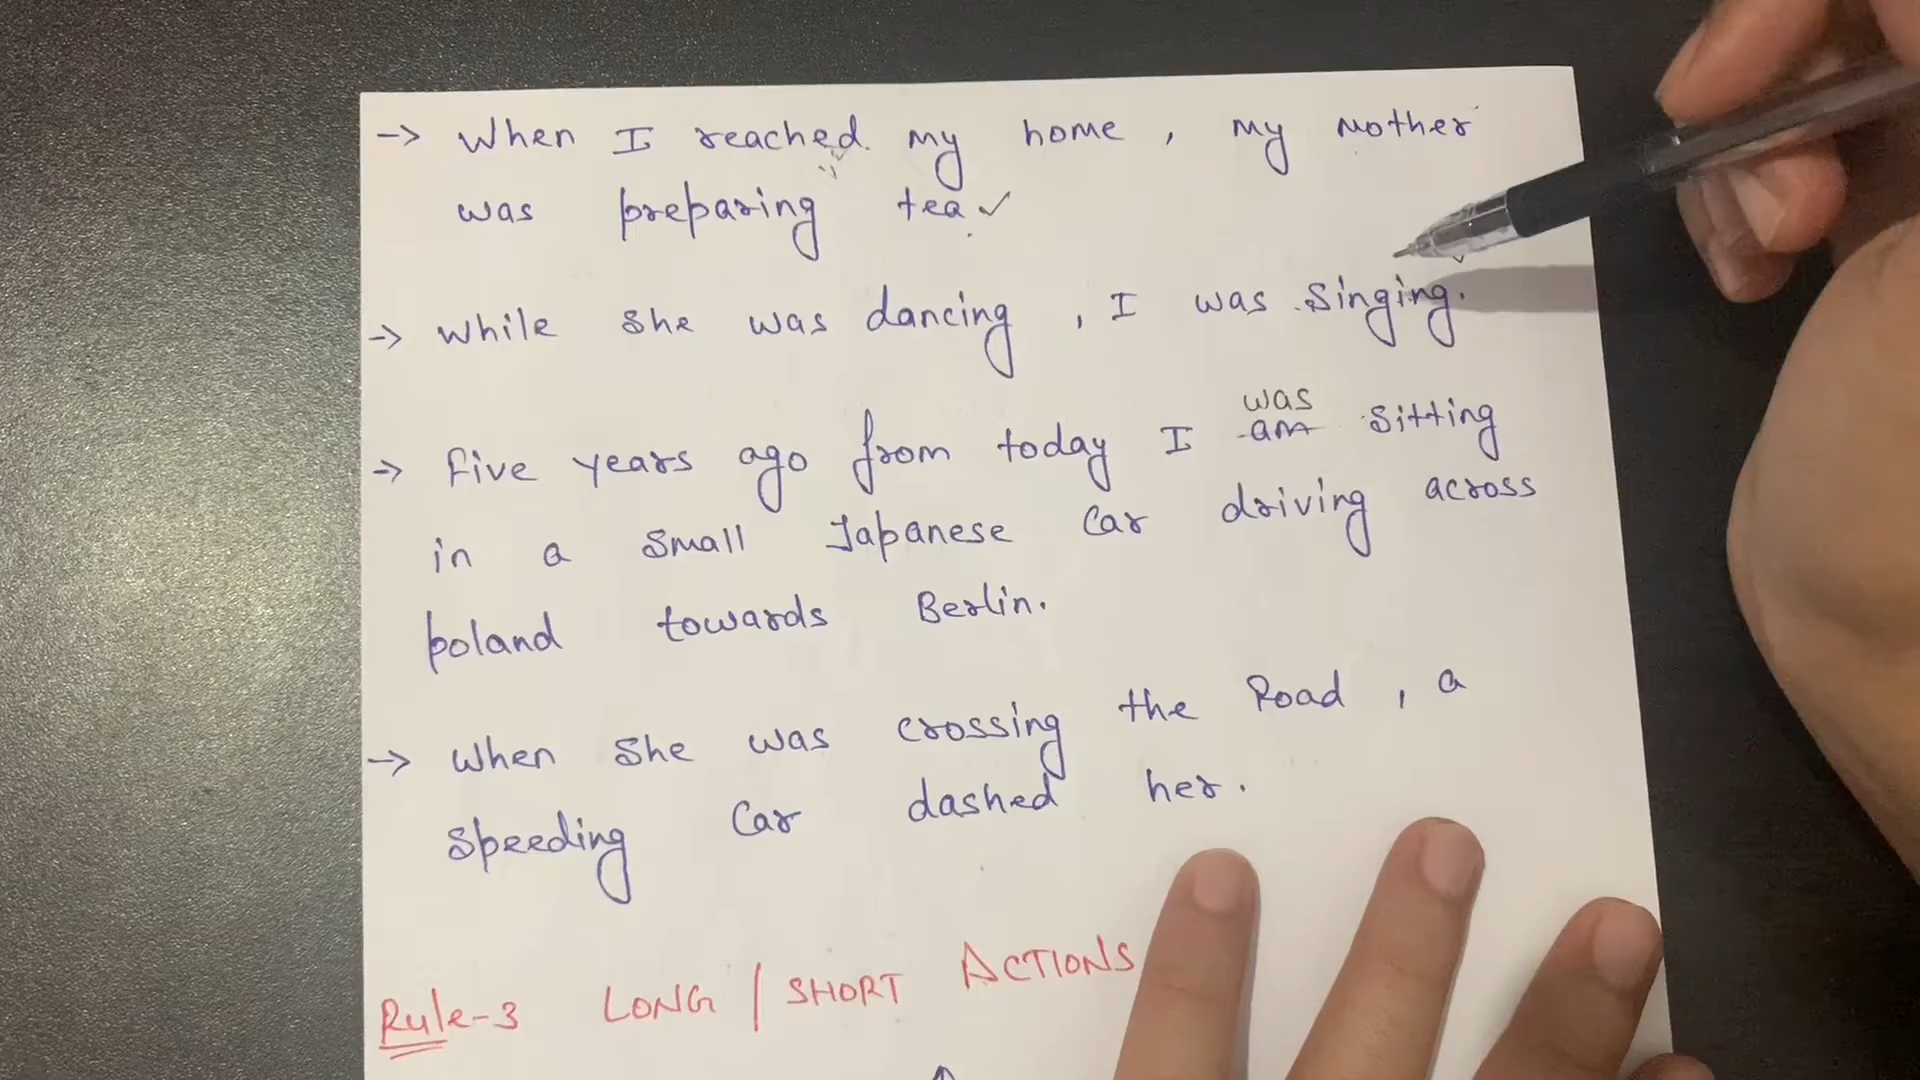 → When I reached my home, my Mother
was preparing tea ✓
→ While she was dancing, I was singing.
was
→ Five years ago from today I am sitting
in a small Japanese car driving across
poland towards Berlin.
→ When she was crossing the Road, a
speeding car dashed her.
Rule-3 LONG / SHORT ACTIONS